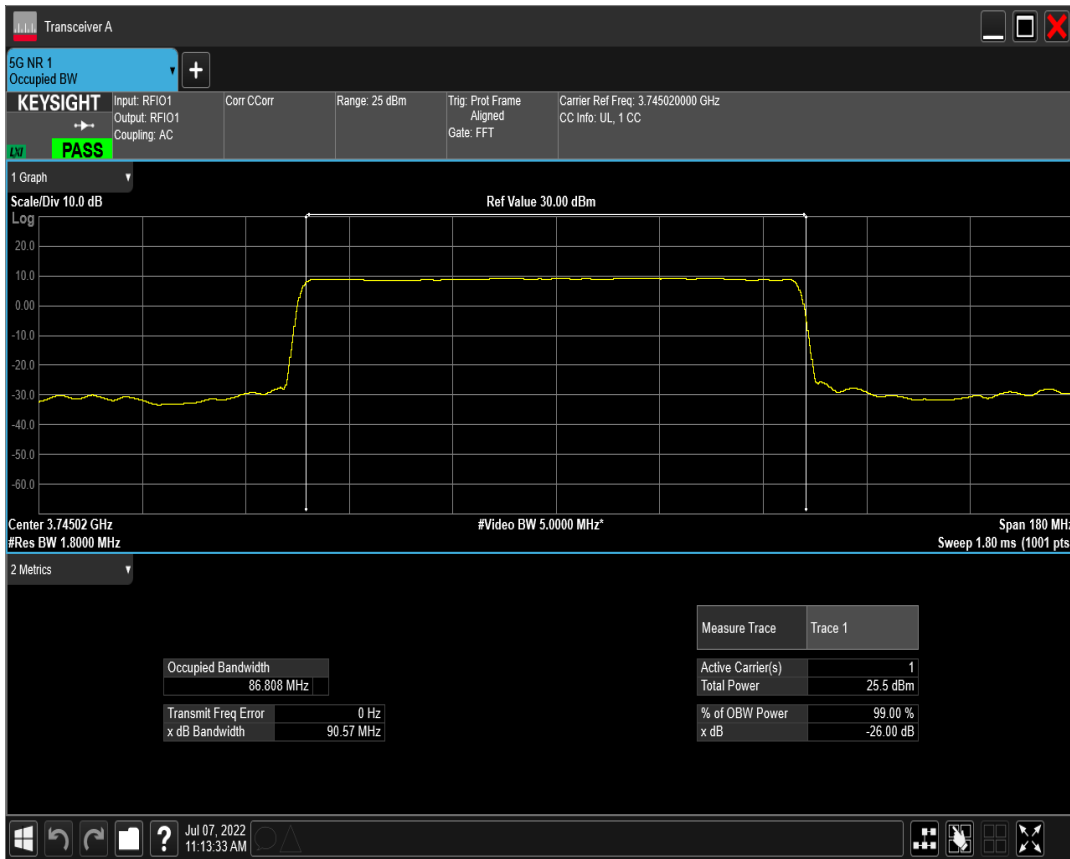 Transceiver A
5G NR 1
Occupied BW
+
KEYSIGHT
LXI
PASS
Input: RFIO1
Output: RFIO1
Coupling: AC
Corr CCorr
Range: 25 dBm
Trig: Prot Frame
Aligned
Gate: FFT
Carrier Ref Freq: 3.745020000 GHz
CC Info: UL, 1 CC
1 Graph
Scale/Div 10.0 dB
Ref Value 30.00 dBm
Log
20.0
10.0
0.00
-10.0
-20.0
-30.0
-40.0
-50.0
-60.0
Center 3.74502 GHz
#Video BW 5.0000 MHz*
Span 180 MHz
#Res BW 1.8000 MHz
Sweep 1.80 ms (1001 pts
2 Metrics
Measure Trace Trace 1
Occupied Bandwidth
86.808 MHz
Active Carrier(s) 1
Total Power 25.5 dBm
Transmit Freq Error 0 Hz
x dB Bandwidth 90.57 MHz
% of OBW Power 99.00 %
x dB -26.00 dB
?
Jul 07, 2022
11:13:33 AM